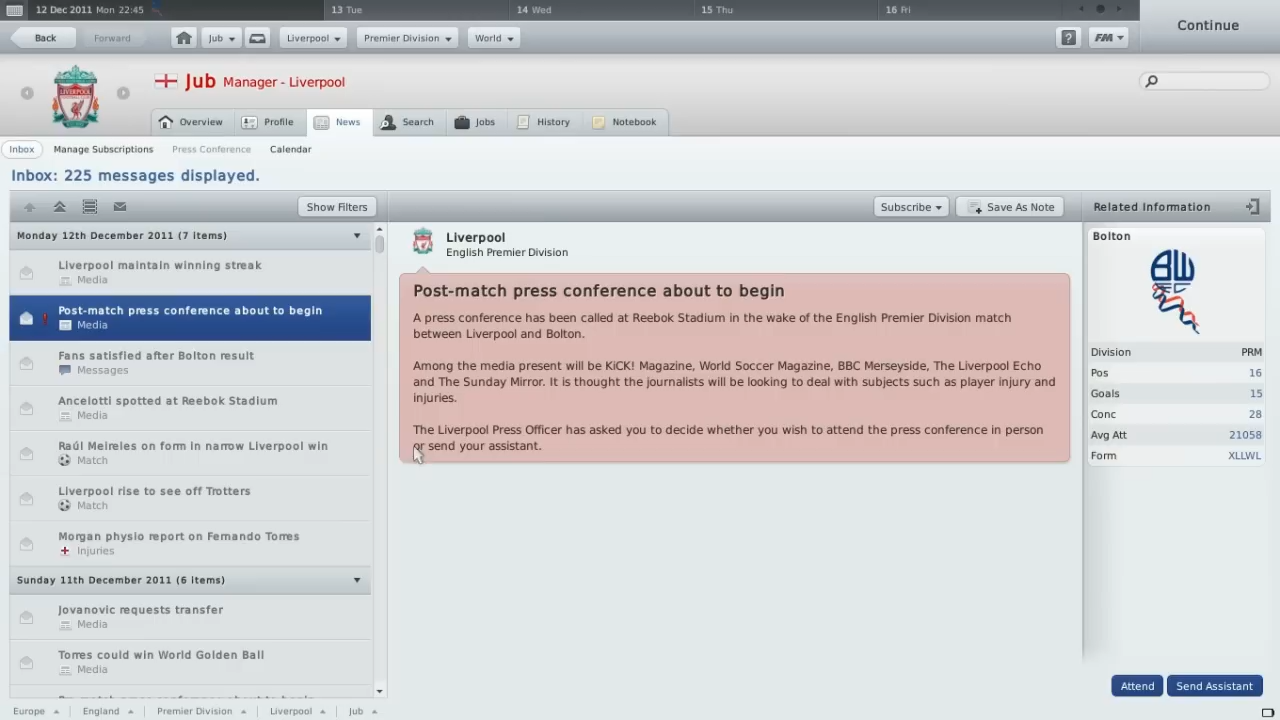 12 Dec 2011 Mon 22:45
13 Tue
14 Wed
15 Thu
16 Fri
Continue
Back
Forward
Jub
Liverpool
Premier Division
World
?
FM
Jub Manager - Liverpool
Overview
Profile
News
Search
Jobs
History
Notebook
Inbox
Manage Subscriptions
Press Conference
Calendar
Inbox: 225 messages displayed.
Show Filters
Subscribe
Save As Note
Related Information
Monday 12th December 2011 (7 items)
Liverpool maintain winning streak
Media
Post-match press conference about to begin
Media
Fans satisfied after Bolton result
Messages
Ancelotti spotted at Reebok Stadium
Media
Raúl Meireles on form in narrow Liverpool win
Match
Liverpool rise to see off Trotters
Match
Morgan physio report on Fernando Torres
Injuries
Sunday 11th December 2011 (6 items)
Jovanovic requests transfer
Media
Torres could win World Golden Ball
Media
Liverpool
English Premier Division
Post-match press conference about to begin
A press conference has been called at Reebok Stadium in the wake of the English Premier Division match
between Liverpool and Bolton.
Among the media present will be KiCK! Magazine, World Soccer Magazine, BBC Merseyside, The Liverpool Echo
and The Sunday Mirror. It is thought the journalists will be looking to deal with subjects such as player injury and
injuries.
The Liverpool Press Officer has asked you to decide whether you wish to attend the press conference in person
or send your assistant.
Bolton
Division PRM
Pos 16
Goals 15
Conc 28
Avg Att 21058
Form XLLWL
Attend
Send Assistant
Europe
England
Premier Division
Liverpool
Jub